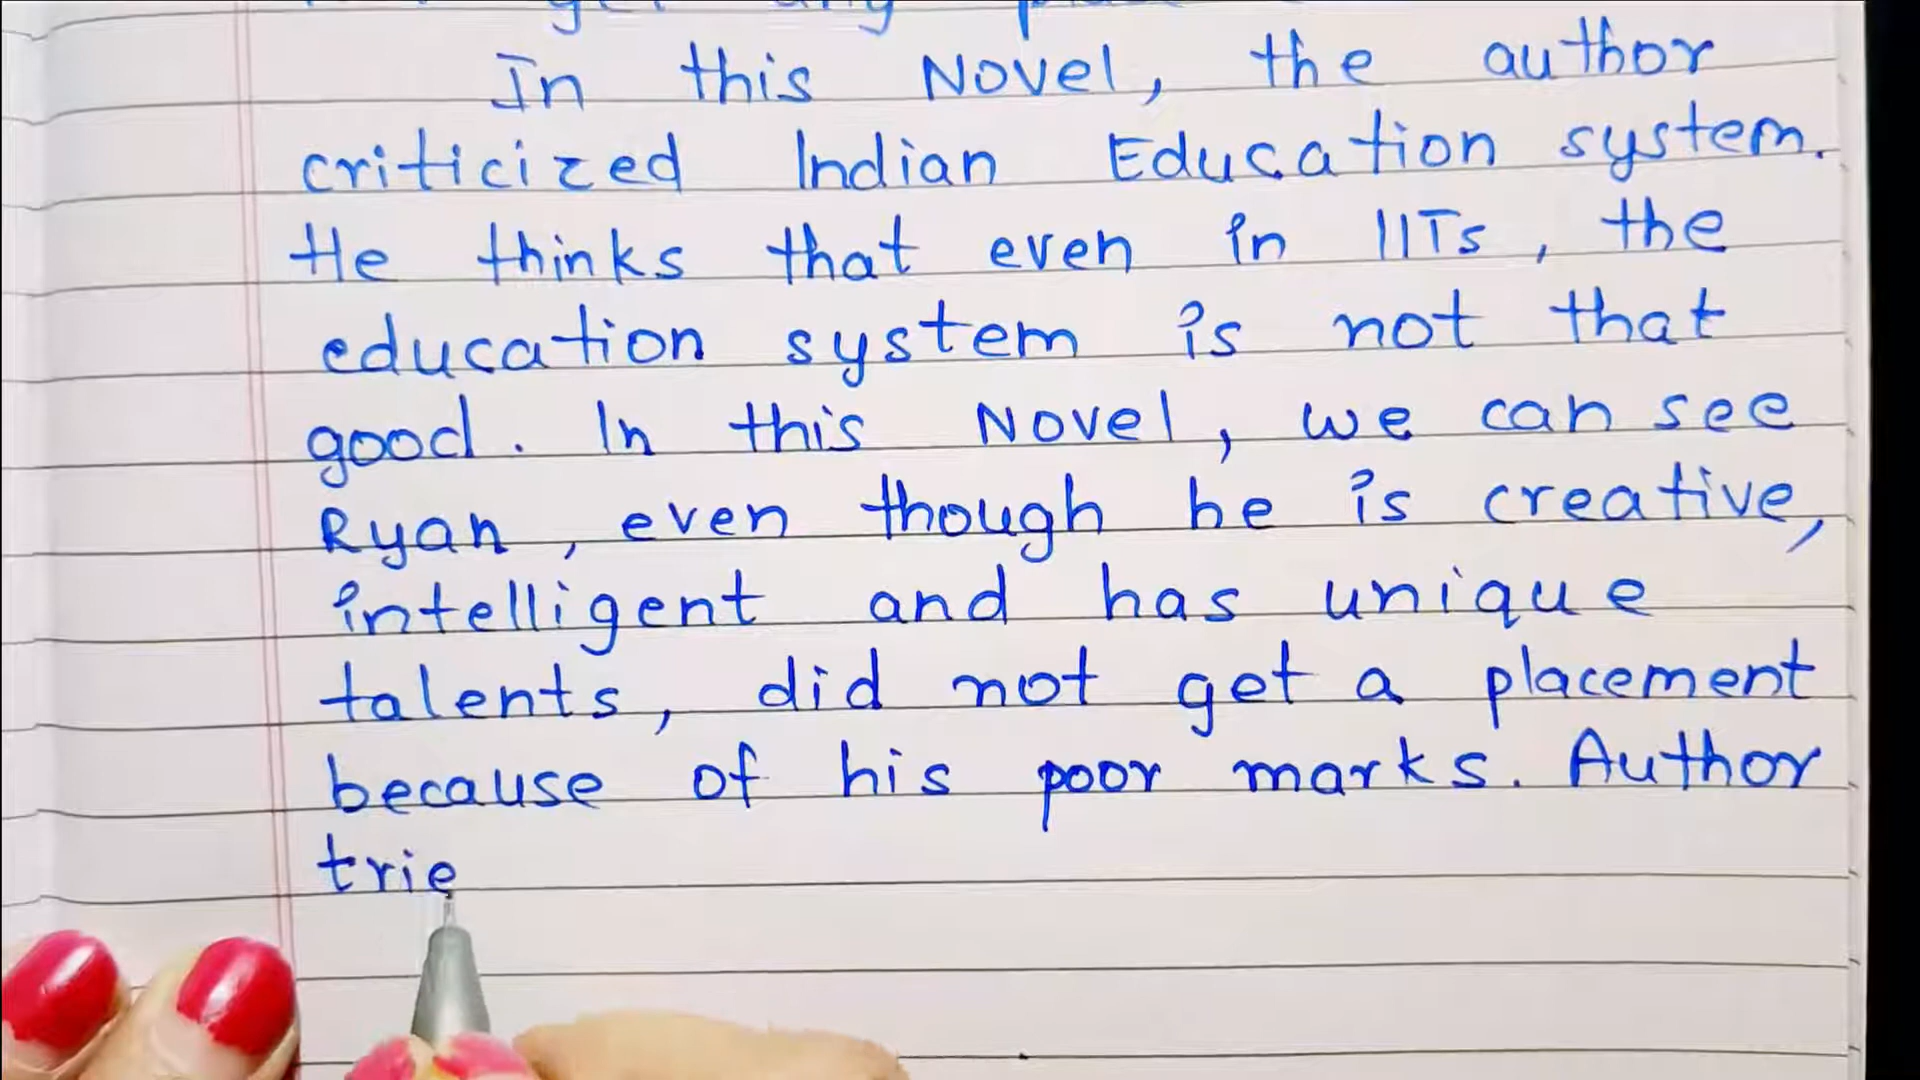 get any
In this Novel, the author
criticized Indian Education system.
He thinks that even in IITs, the
education system is not that
good. In this Novel, we can see
Ryan, even though he is creative,
intelligent and has unique
talents, did not get a placement
because of his poor marks. Author
trie